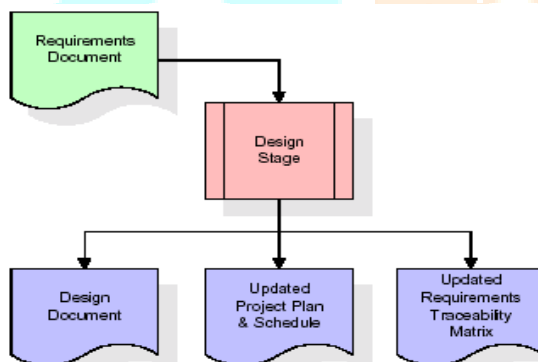 Requirements
Document
Design
Stage
Design
Document
Updated
Project Plan
& Schedule
Updated
Requirements
Traceability
Matrix